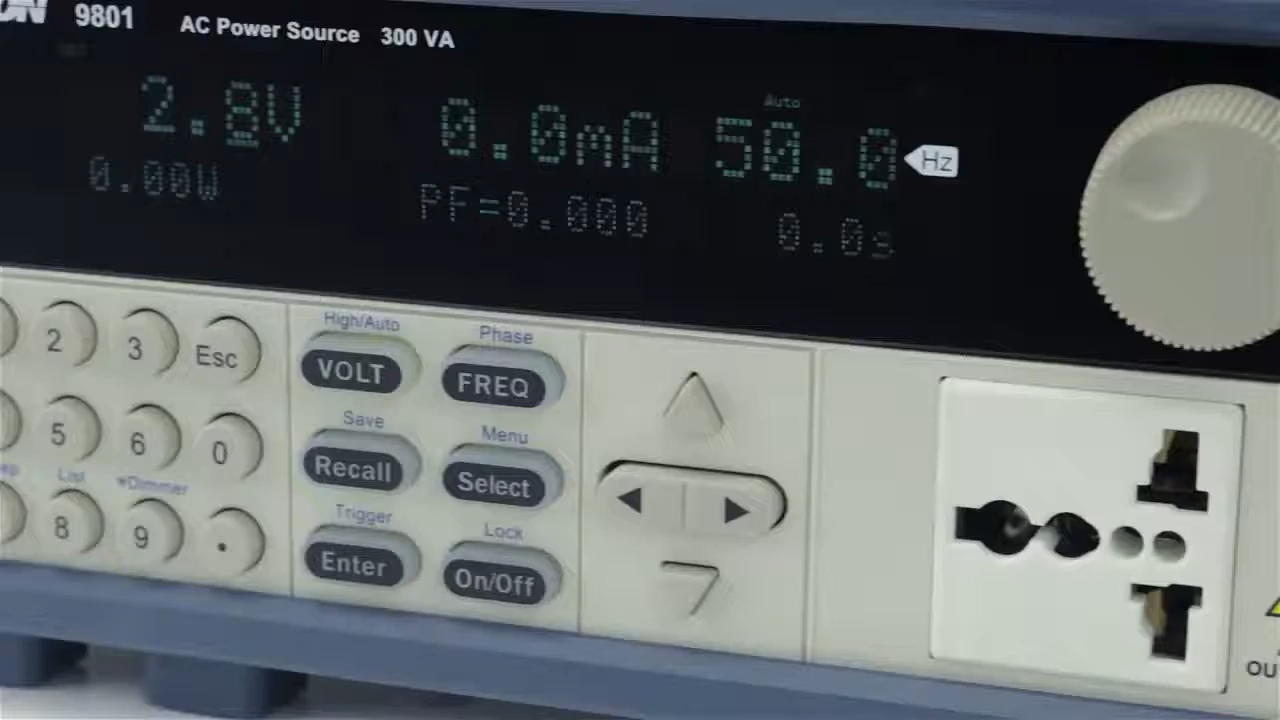 9801 AC Power Source 300 VA
Auto
2.8V 0.0mA 50.0 Hz
0.00W PF=0.000 0.0s
High/Auto Phase
2 3 Esc VOLT FREQ
Save Menu
5 6 0 Recall Select
List *Dimmer Trigger Lock
8 9 . Enter On/Off